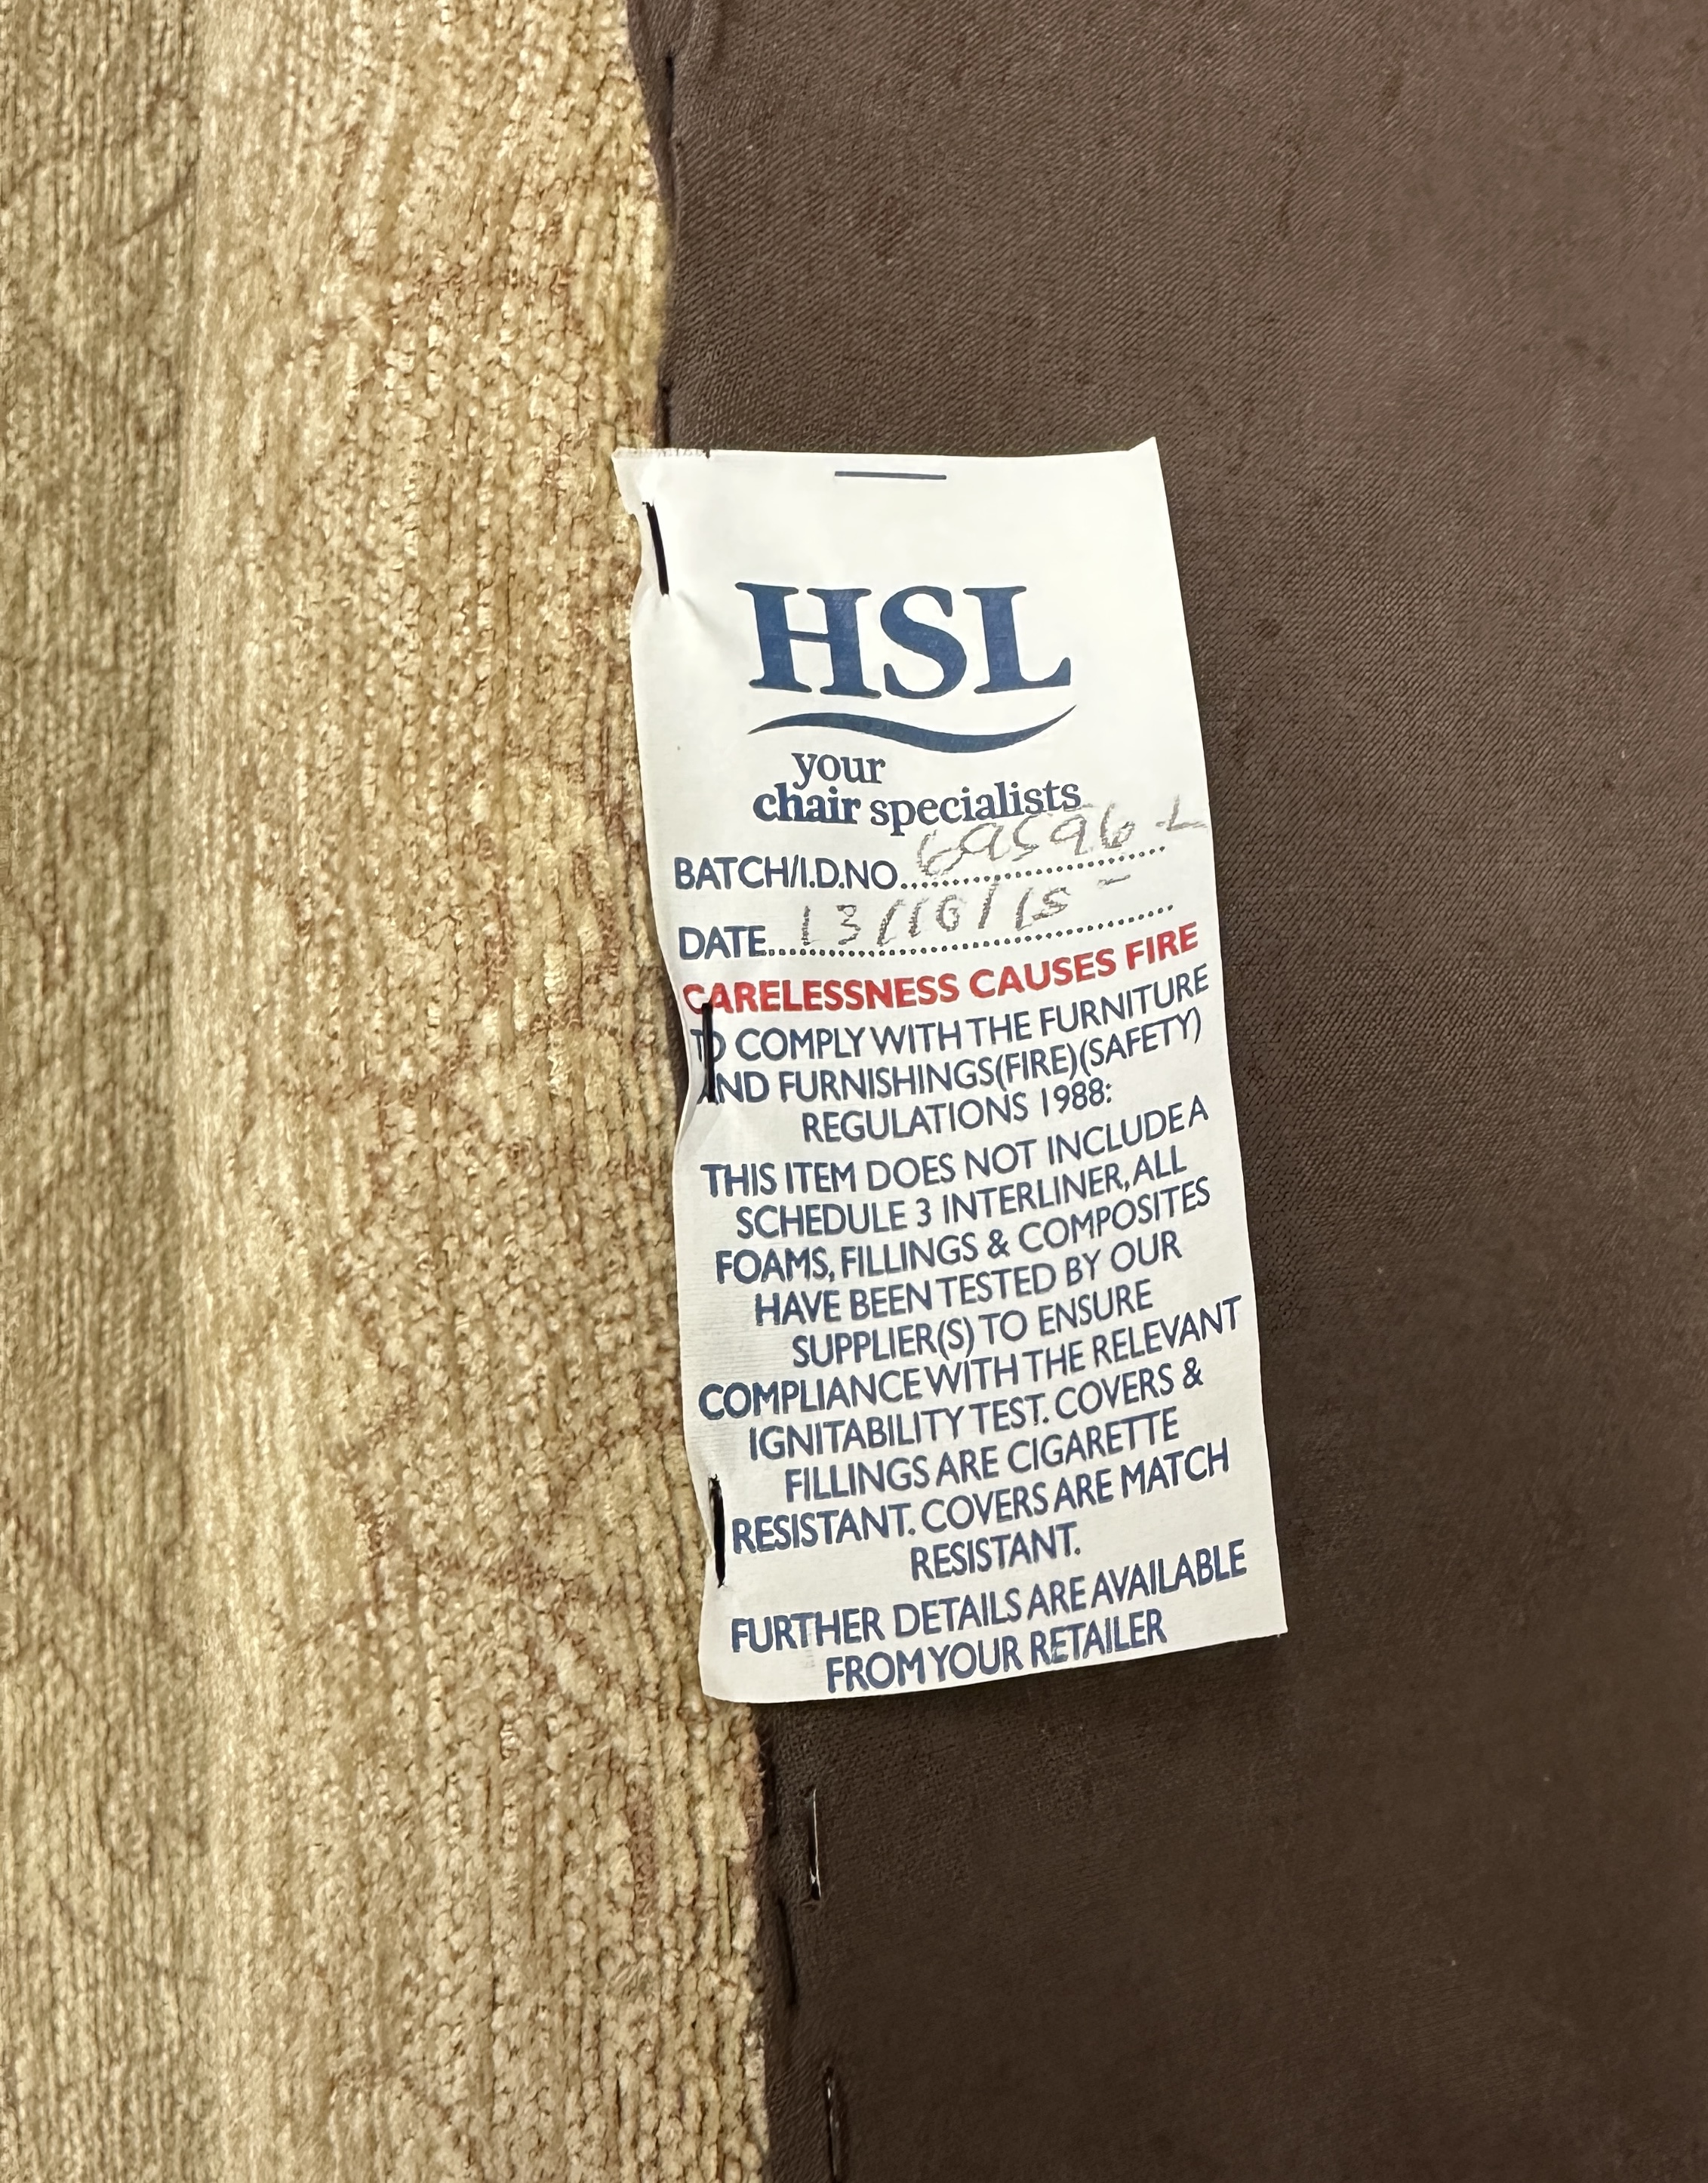 HSL
your
chair specialists
BATCH/I.D.NO. 69596 L
DATE 13/10/15
CARELESSNESS CAUSES FIRE
TO COMPLY WITH THE FURNITURE
AND FURNISHINGS(FIRE)(SAFETY)
REGULATIONS 1988:
THIS ITEM DOES NOT INCLUDE A
SCHEDULE 3 INTERLINER, ALL
FOAMS, FILLINGS & COMPOSITES
HAVE BEEN TESTED BY OUR
SUPPLIER(S) TO ENSURE
COMPLIANCE WITH THE RELEVANT
IGNITABILITY TEST. COVERS &
FILLINGS ARE CIGARETTE
RESISTANT. COVERS ARE MATCH
RESISTANT.
FURTHER DETAILS ARE AVAILABLE
FROM YOUR RETAILER